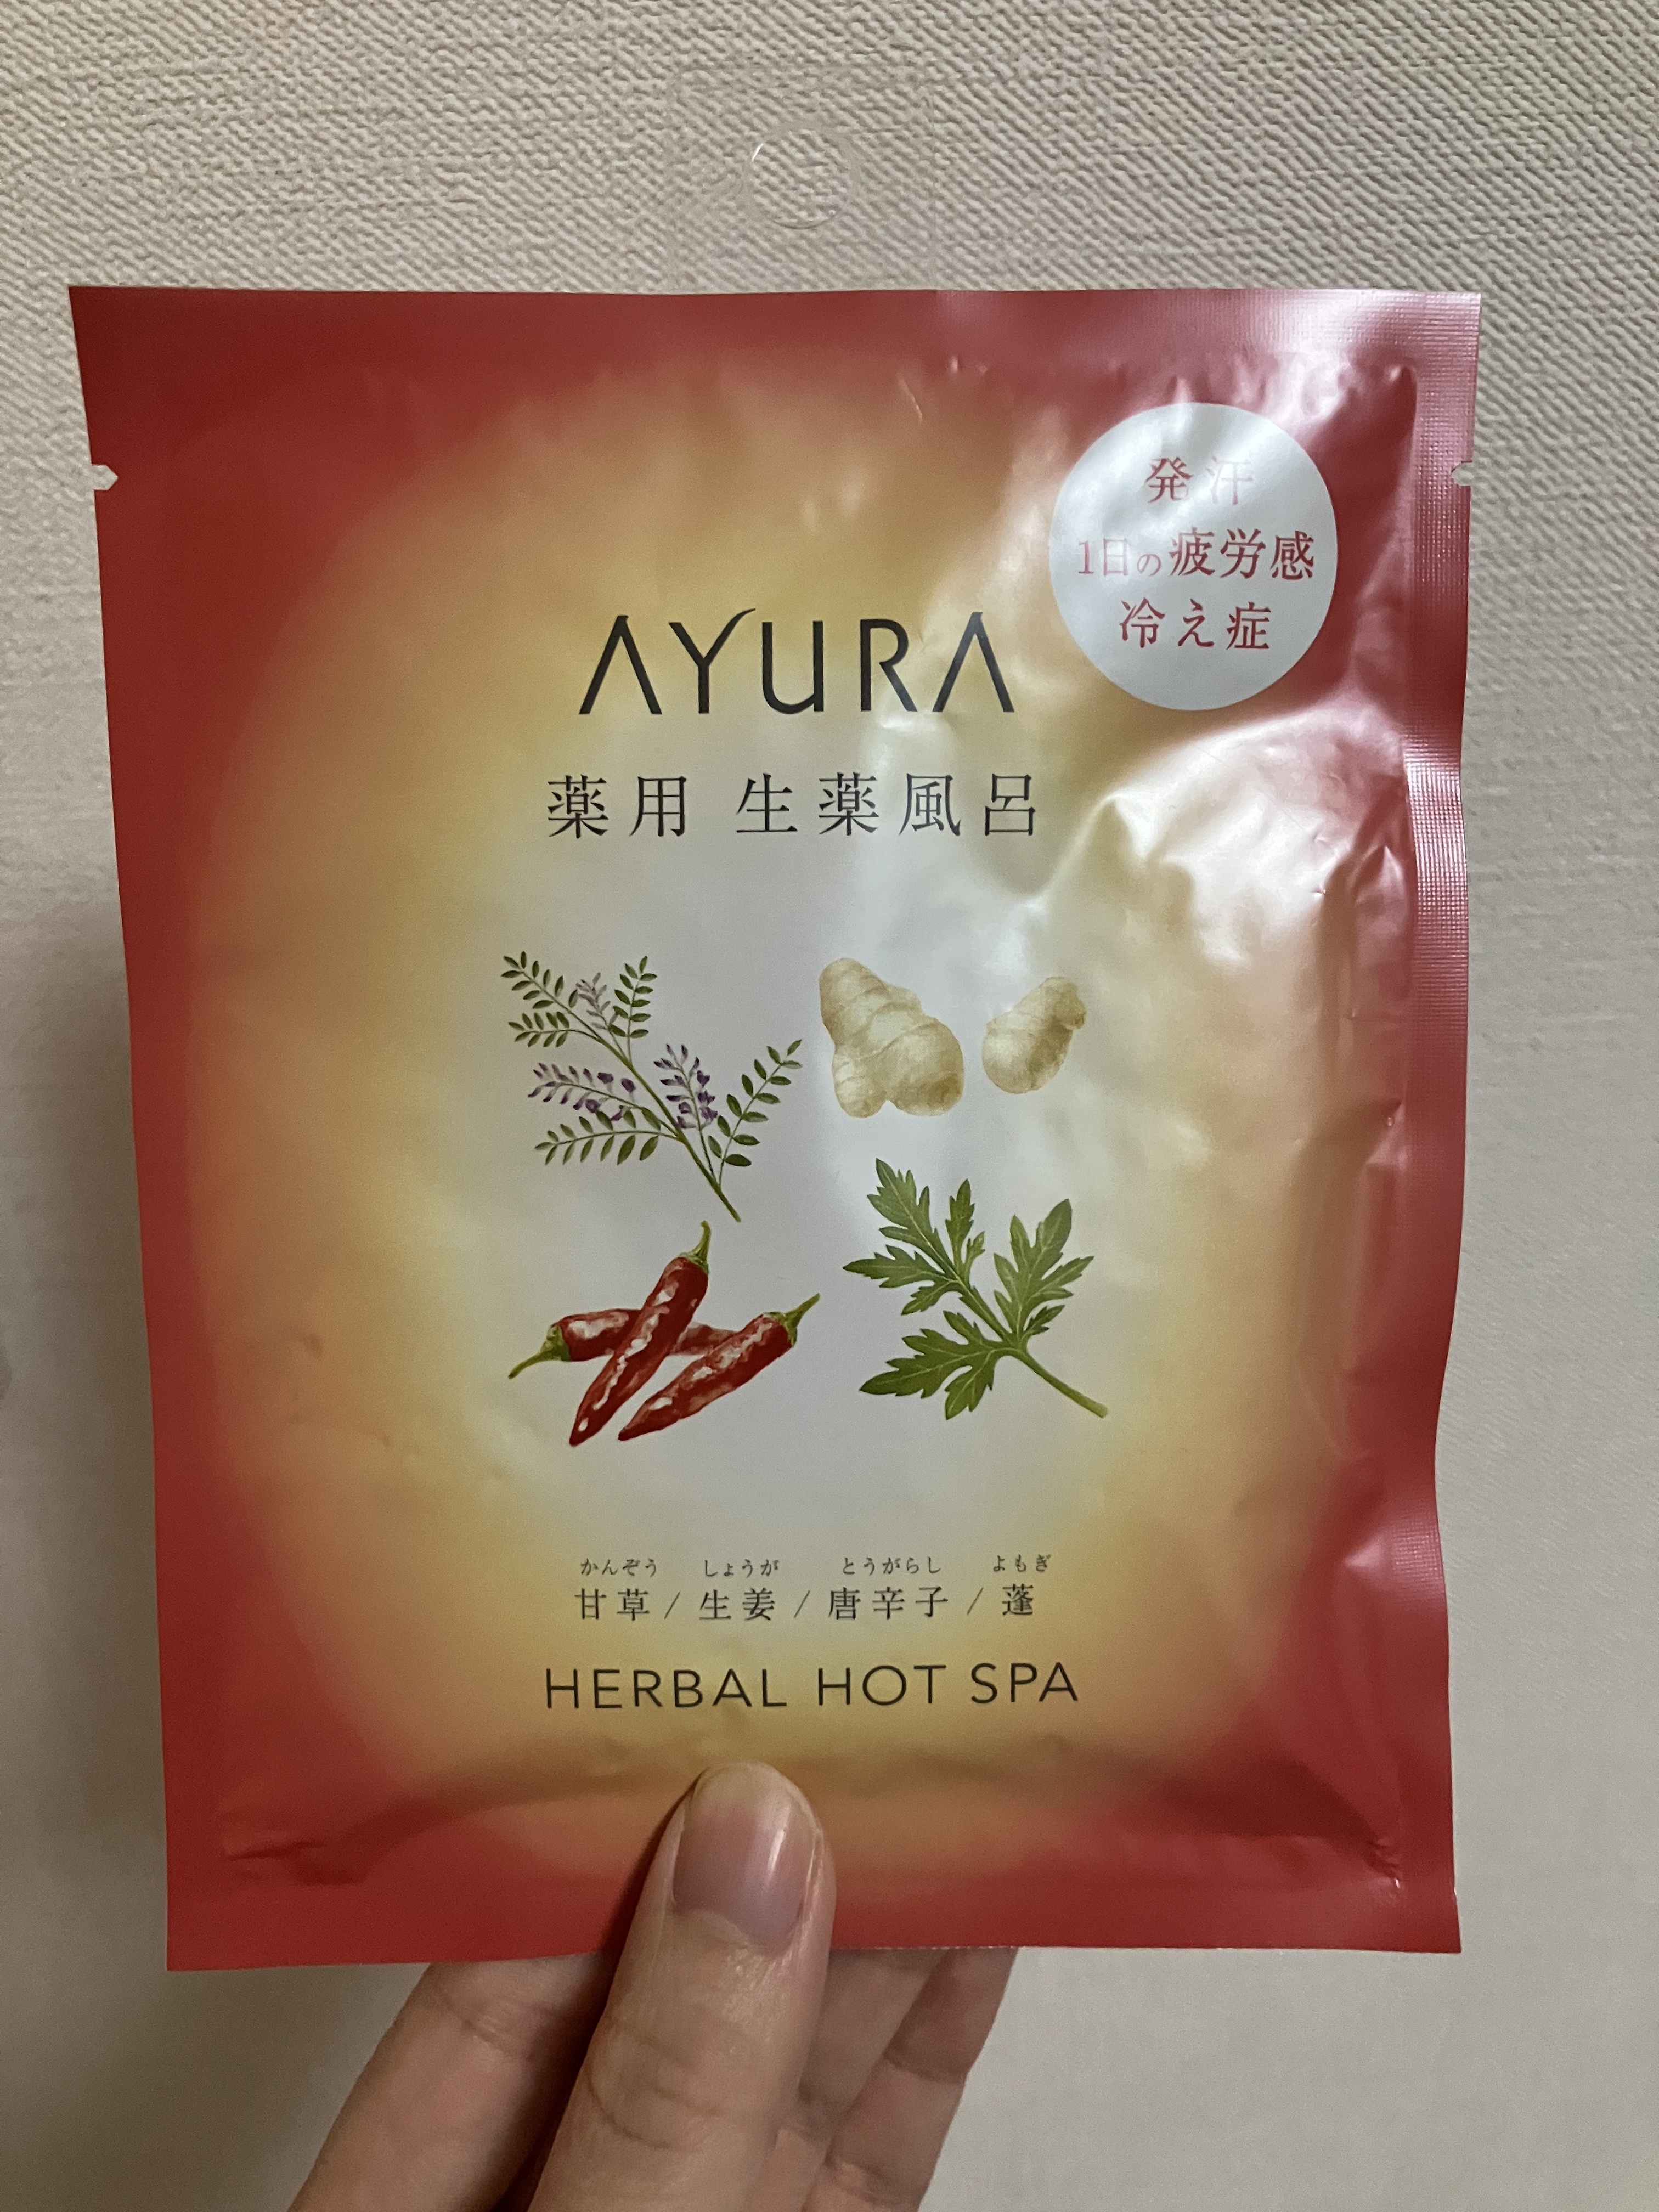 発汗
1日の疲労感
冷え症
AYURA
薬用 生薬風呂
かんぞう しょうが とうがらし よもぎ
甘草 / 生姜 / 唐辛子 / 蓬
HERBAL HOT SPA